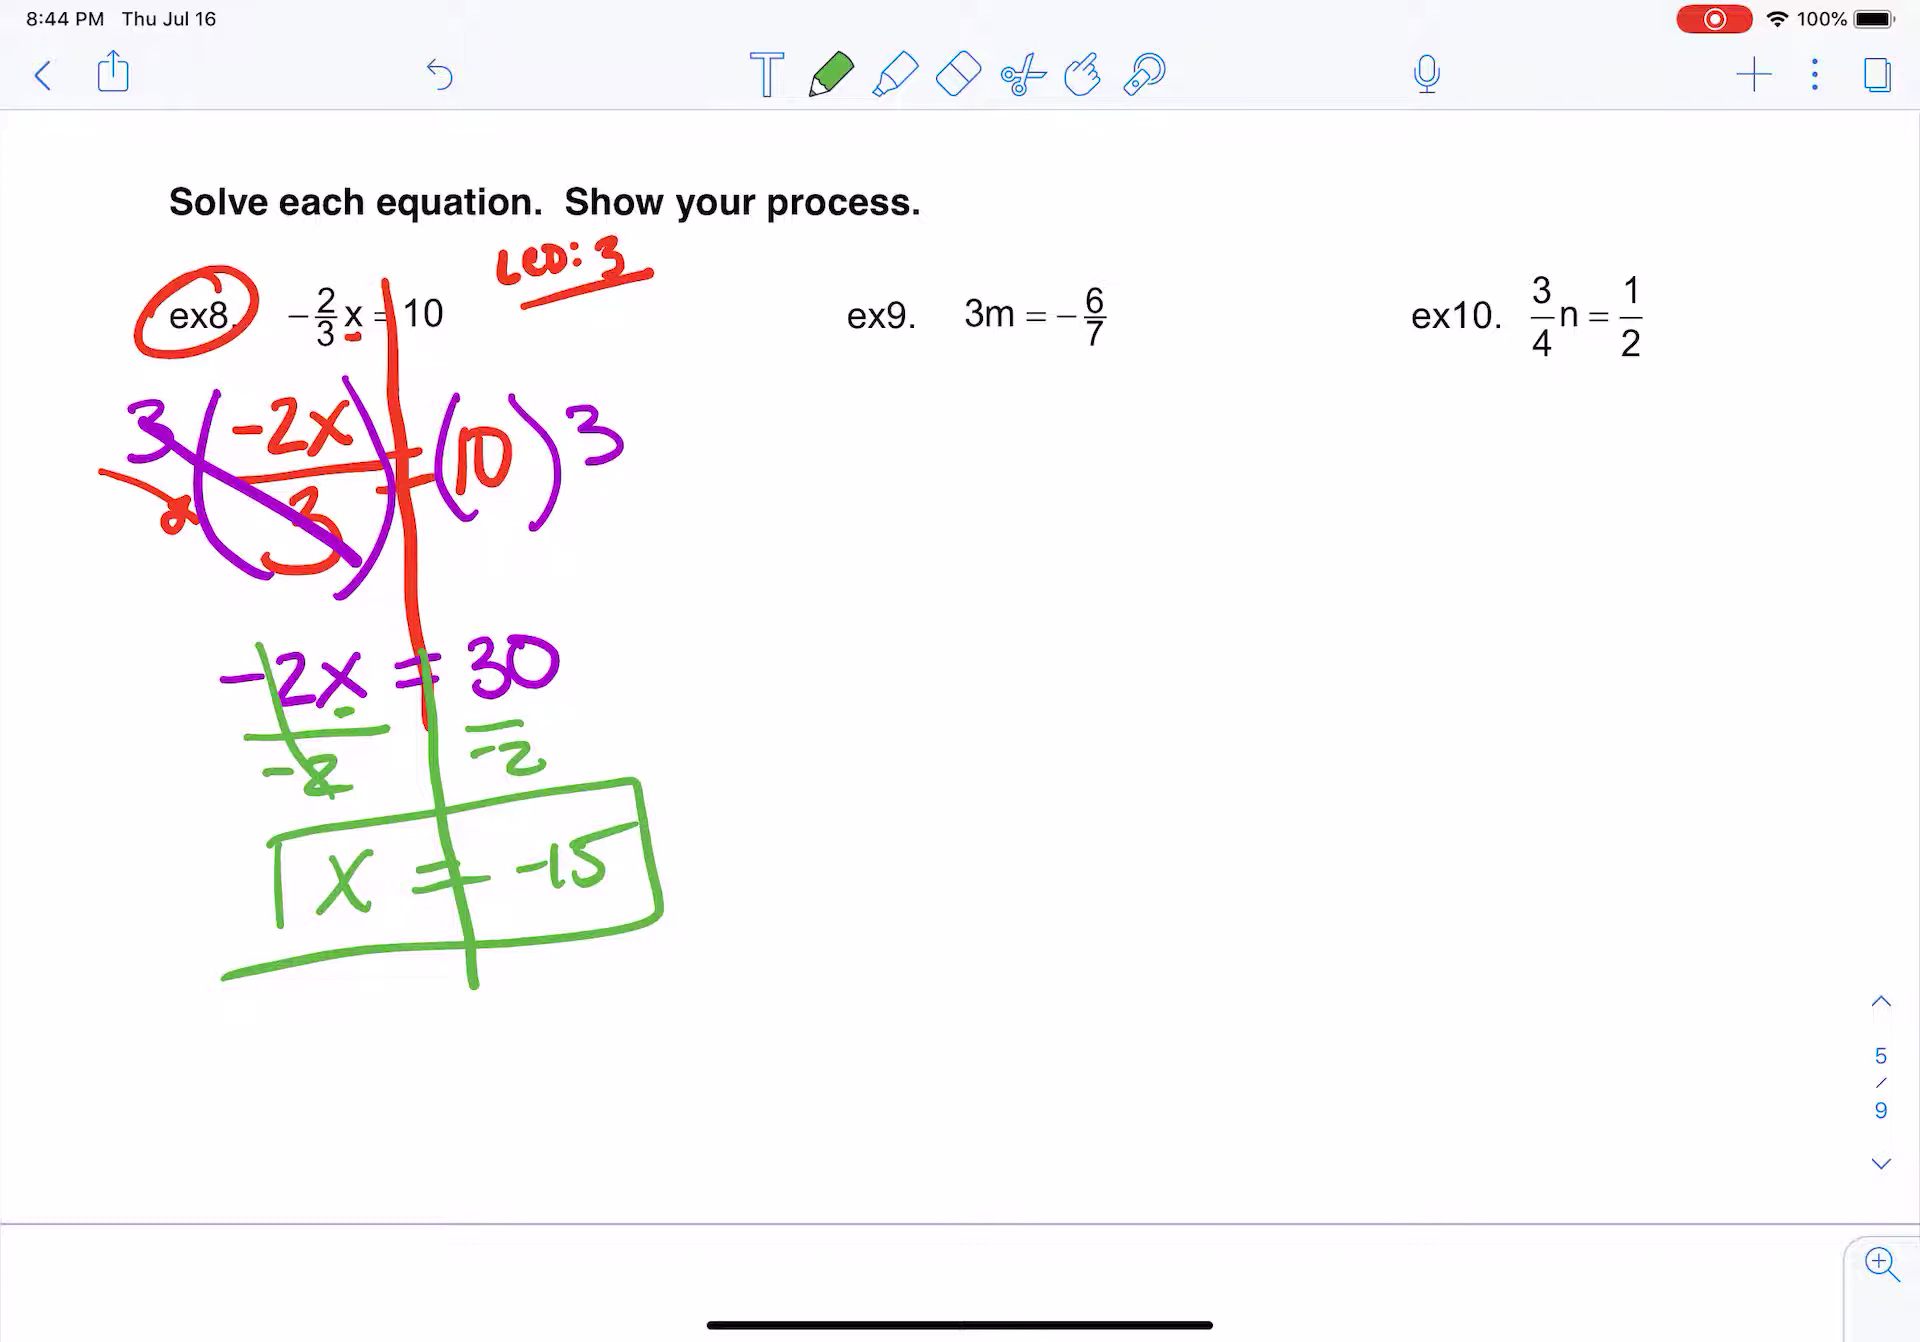 8:44 PM Thu Jul 16
100%
T
Solve each equation. Show your process.
LCD: 3
ex8. -2/3 x = 10
ex9. 3m = -6/7
ex10. 3/4 n = 1/2
3(-2x/3) = (10)3
-2x = 30
-2 -2
x = -15
5
/
9